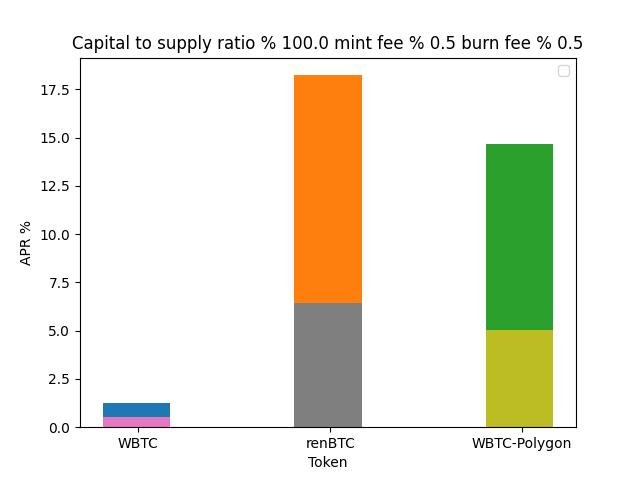 Capital to supply ratio % 100.0 mint fee % 0.5 burn fee % 0.5
17.5
15.0
12.5
10.0
7.5
5.0
2.5
0.0
APR %
WBTC renBTC WBTC-Polygon
Token